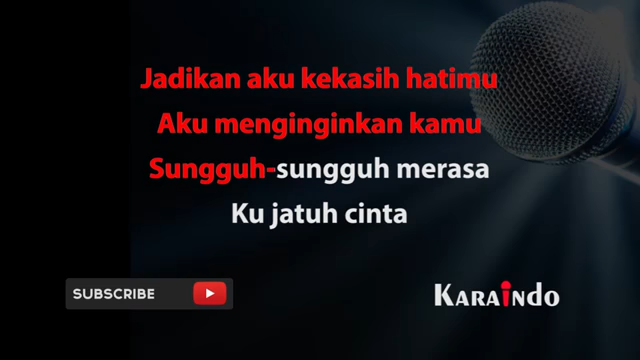 Jadikan aku kekasih hatimu
Aku menginginkan kamu
Sungguh-sungguh merasa
Ku jatuh cinta
SUBSCRIBE
KARAINDO